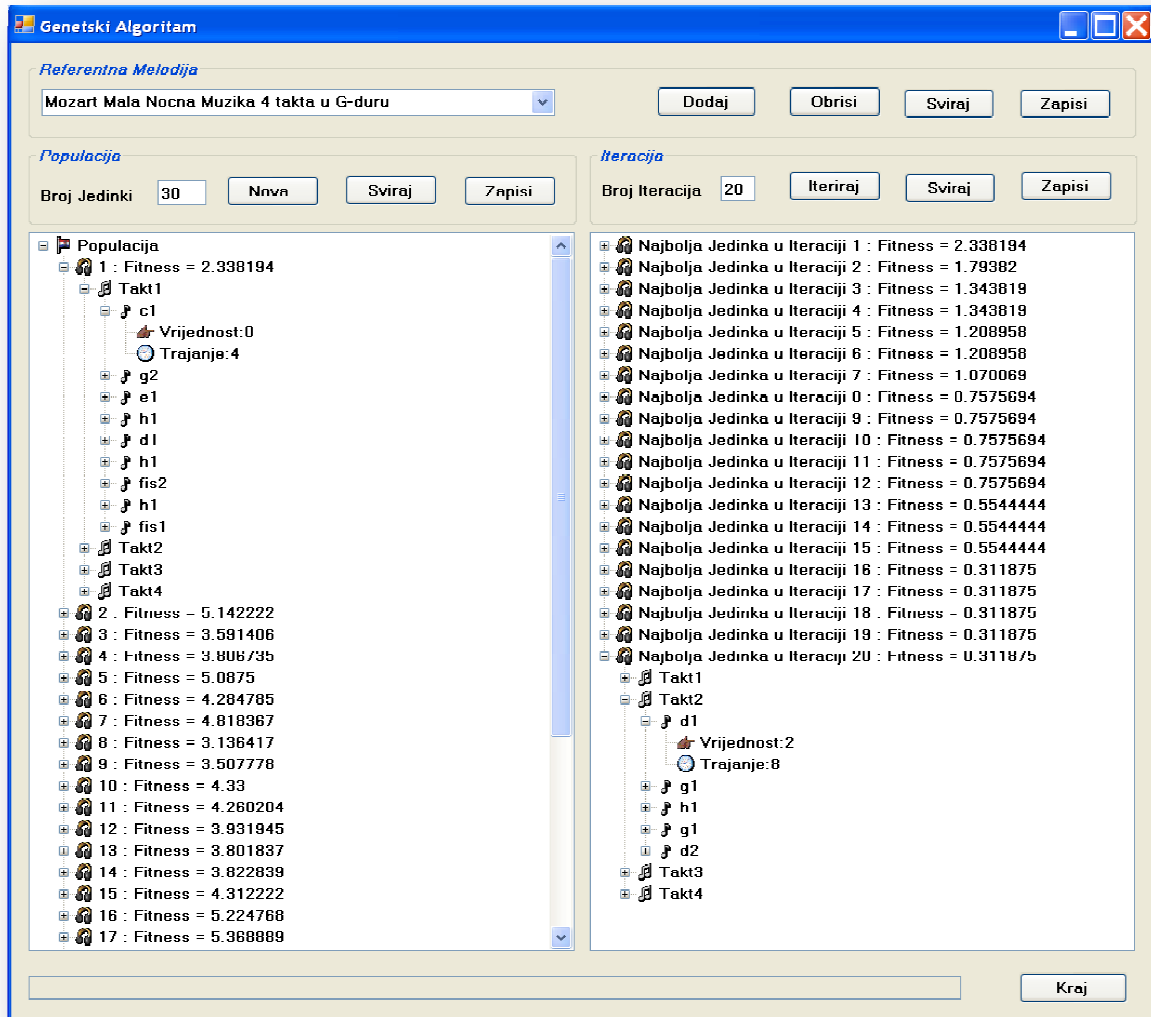 Genetski Algoritam
Referentna Melodija
Mozart Mala Nocna Muzika 4 takta u G-duru
Dodaj
Obrisi
Sviraj
Zapisi
Populacija
Broj Jedinki
30
Nova
Sviraj
Zapisi
Iteracija
Broj Iteracija
20
Iteriraj
Sviraj
Zapisi
Populacija
1 : Fitness = 2.338194
Takt1
c1
Vrijednost:0
Trajanje:4
g2
e1
h1
d1
h1
fis2
h1
fis1
Takt2
Takt3
Takt4
2 : Fitness = 5.142222
3 : Fitness = 3.591406
4 : Fitness = 3.806735
5 : Fitness = 5.0875
6 : Fitness = 4.284785
7 : Fitness = 4.818367
8 : Fitness = 3.136417
9 : Fitness = 3.507778
10 : Fitness = 4.33
11 : Fitness = 4.260204
12 : Fitness = 3.931945
13 : Fitness = 3.801837
14 : Fitness = 3.822839
15 : Fitness = 4.312222
16 : Fitness = 5.224768
17 : Fitness = 5.368889
Najbolja Jedinka u Iteraciji 1 : Fitness = 2.338194
Najbolja Jedinka u Iteraciji 2 : Fitness = 1.79382
Najbolja Jedinka u Iteraciji 3 : Fitness = 1.343819
Najbolja Jedinka u Iteraciji 4 : Fitness = 1.343819
Najbolja Jedinka u Iteraciji 5 : Fitness = 1.208958
Najbolja Jedinka u Iteraciji 6 : Fitness = 1.208958
Najbolja Jedinka u Iteraciji 7 : Fitness = 1.070069
Najbolja Jedinka u Iteraciji 8 : Fitness = 0.7575694
Najbolja Jedinka u Iteraciji 9 : Fitness = 0.7575694
Najbolja Jedinka u Iteraciji 10 : Fitness = 0.7575694
Najbolja Jedinka u Iteraciji 11 : Fitness = 0.7575694
Najbolja Jedinka u Iteraciji 12 : Fitness = 0.7575694
Najbolja Jedinka u Iteraciji 13 : Fitness = 0.5544444
Najbolja Jedinka u Iteraciji 14 : Fitness = 0.5544444
Najbolja Jedinka u Iteraciji 15 : Fitness = 0.5544444
Najbolja Jedinka u Iteraciji 16 : Fitness = 0.311875
Najbolja Jedinka u Iteraciji 17 : Fitness = 0.311875
Najbolja Jedinka u Iteraciji 18 : Fitness = 0.311875
Najbolja Jedinka u Iteraciji 19 : Fitness = 0.311875
Najbolja Jedinka u Iteraciji 20 : Fitness = 0.311875
Takt1
Takt2
d1
Vrijednost:2
Trajanje:8
g1
h1
g1
d2
Takt3
Takt4
Kraj